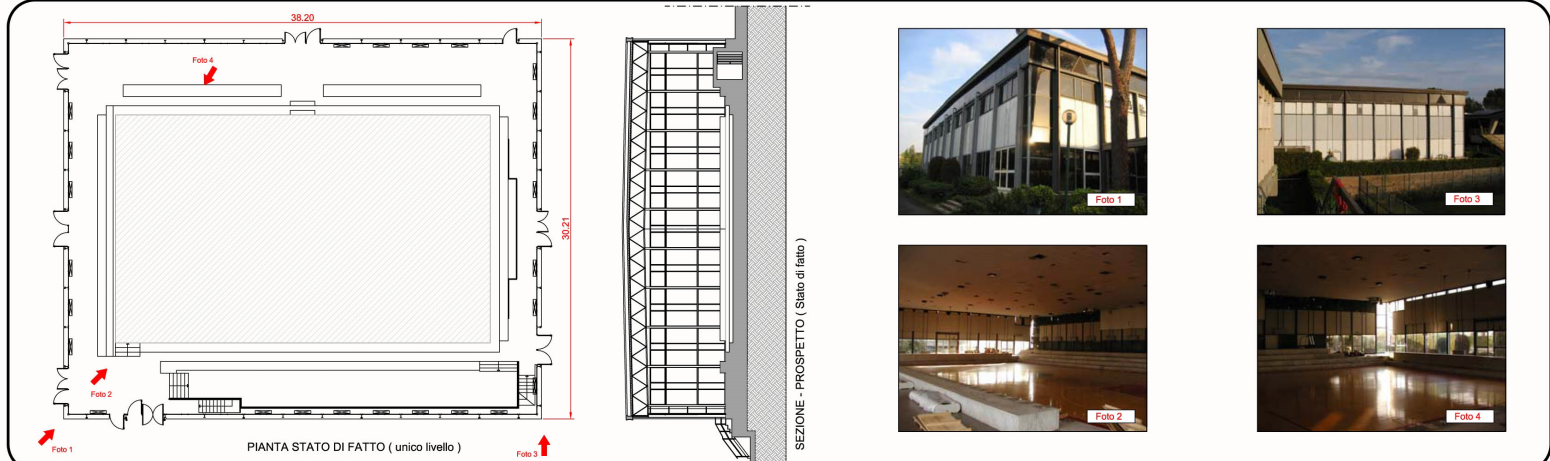 38.20
Foto 4
30.21
Foto 2
Foto 1
PIANTA STATO DI FATTO ( unico livello )
Foto 3
SEZIONE - PROSPETTO ( Stato di fatto )
Foto 1
Foto 3
Foto 2
Foto 4